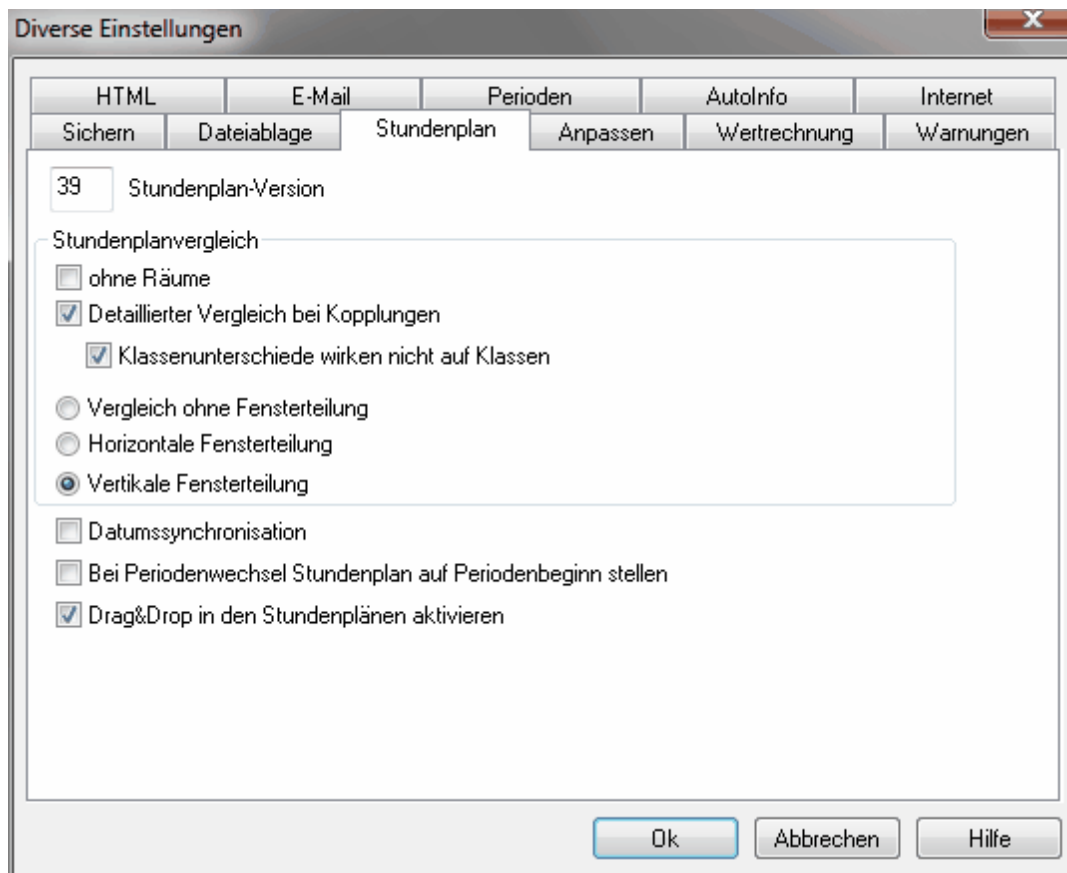 Diverse Einstellungen
HTML E-Mail Perioden AutoInfo Internet
Sichern Dateiablage Stundenplan Anpassen Wertrechnung Warnungen
39 Stundenplan-Version
Stundenplanvergleich
ohne Räume
Detaillierter Vergleich bei Kopplungen
Klassenunterschiede wirken nicht auf Klassen
Vergleich ohne Fensterteilung
Horizontale Fensterteilung
Vertikale Fensterteilung
Datumssynchronisation
Bei Periodenwechsel Stundenplan auf Periodenbeginn stellen
Drag&Drop in den Stundenplänen aktivieren
Ok Abbrechen Hilfe